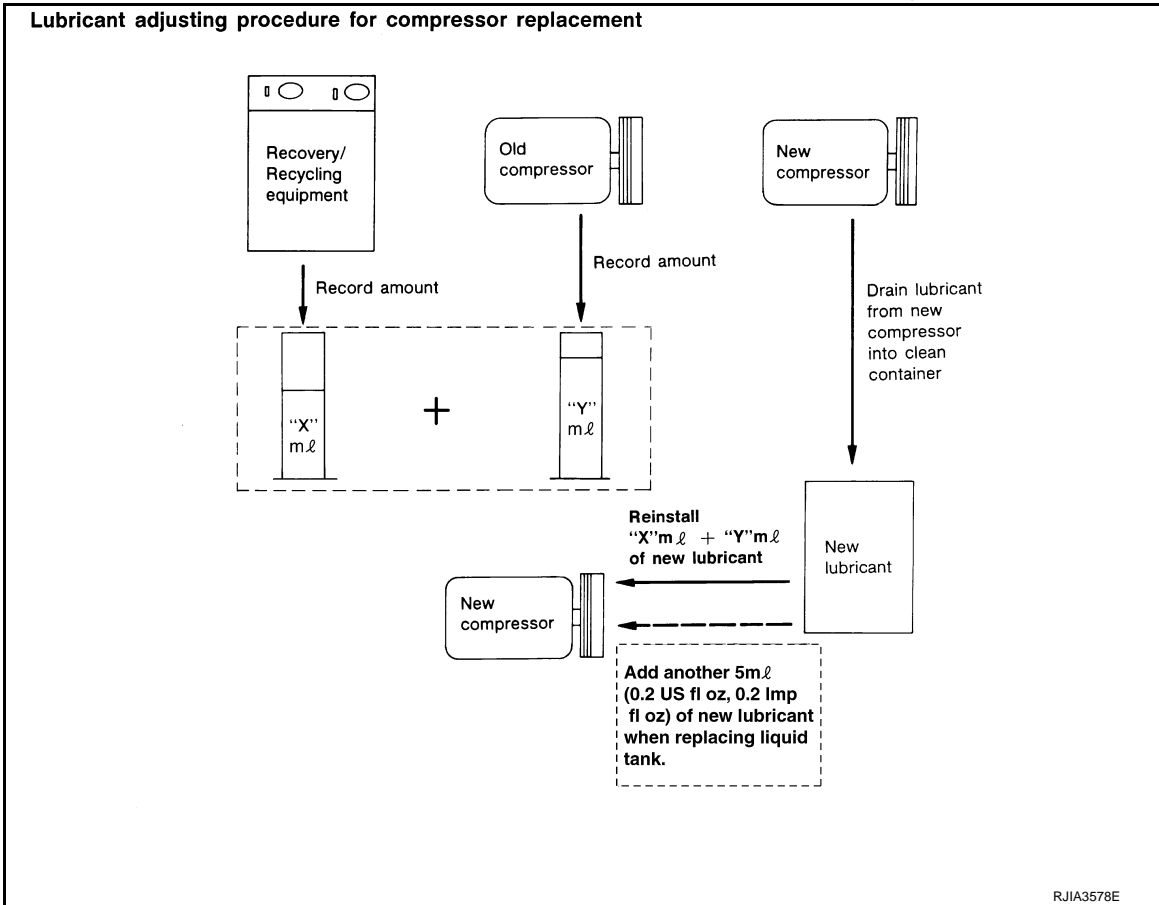 Lubricant adjusting procedure for compressor replacement
Recovery/
Recycling
equipment
Old
compressor
New
compressor
Record amount
Record amount
Drain lubricant
from new
compressor
into clean
container
“X”
mℓ
+
“Y”
mℓ
Reinstall
“X”mℓ + “Y”mℓ
of new lubricant
New
lubricant
New
compressor
Add another 5mℓ
(0.2 US fl oz, 0.2 Imp
fl oz) of new lubricant
when replacing liquid
tank.
RJIA3578E